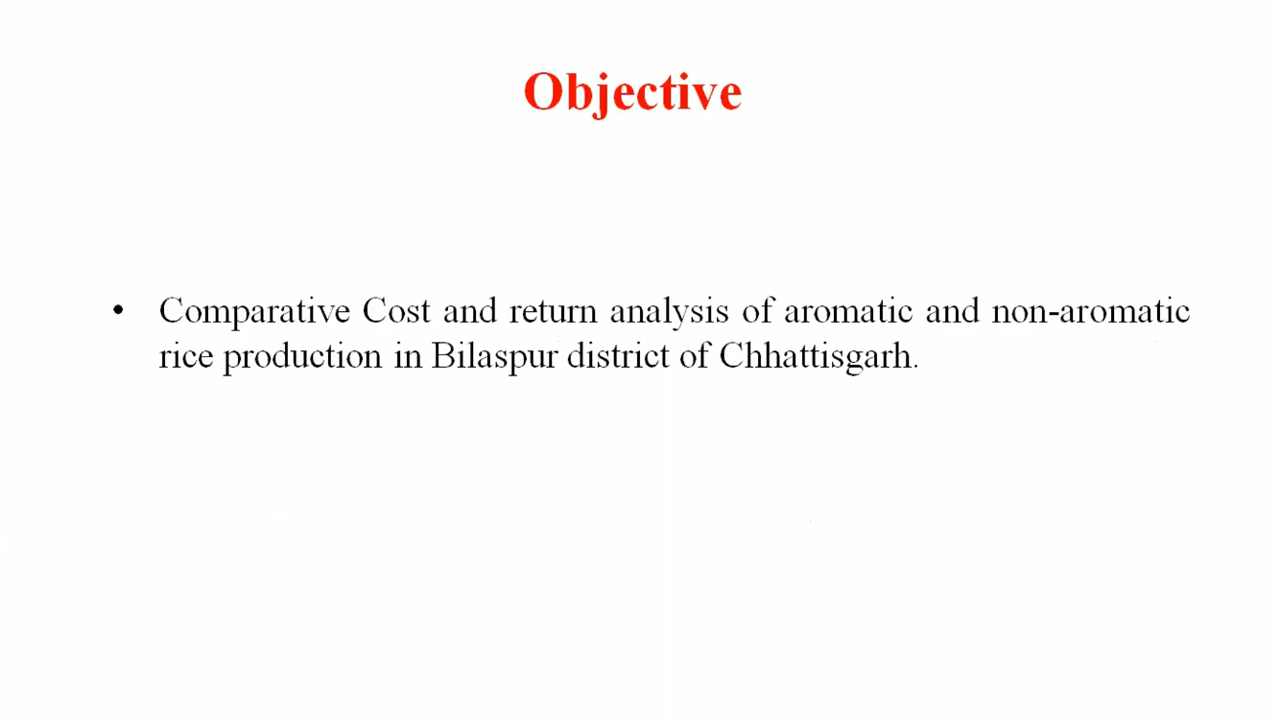 Objective
• Comparative Cost and return analysis of aromatic and non-aromatic
rice production in Bilaspur district of Chhattisgarh.